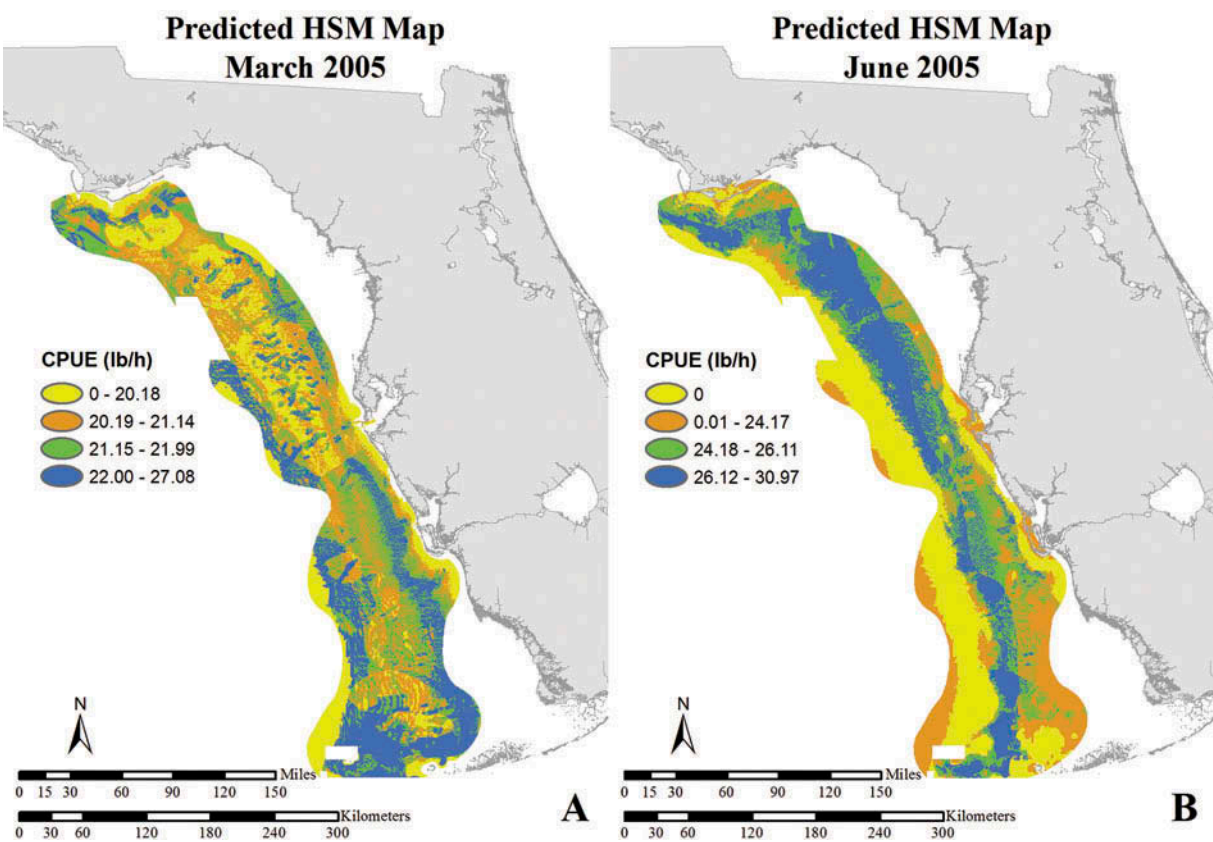 Predicted HSM Map
March 2005
CPUE (lb/h)
0 - 20.18
20.19 - 21.14
21.15 - 21.99
22.00 - 27.08
N
Miles
0 15 30 60 90 120 150
Kilometers
0 30 60 120 180 240 300
A
Predicted HSM Map
June 2005
CPUE (lb/h)
0
0.01 - 24.17
24.18 - 26.11
26.12 - 30.97
N
Miles
0 15 30 60 90 120 150
Kilometers
0 30 60 120 180 240 300
B